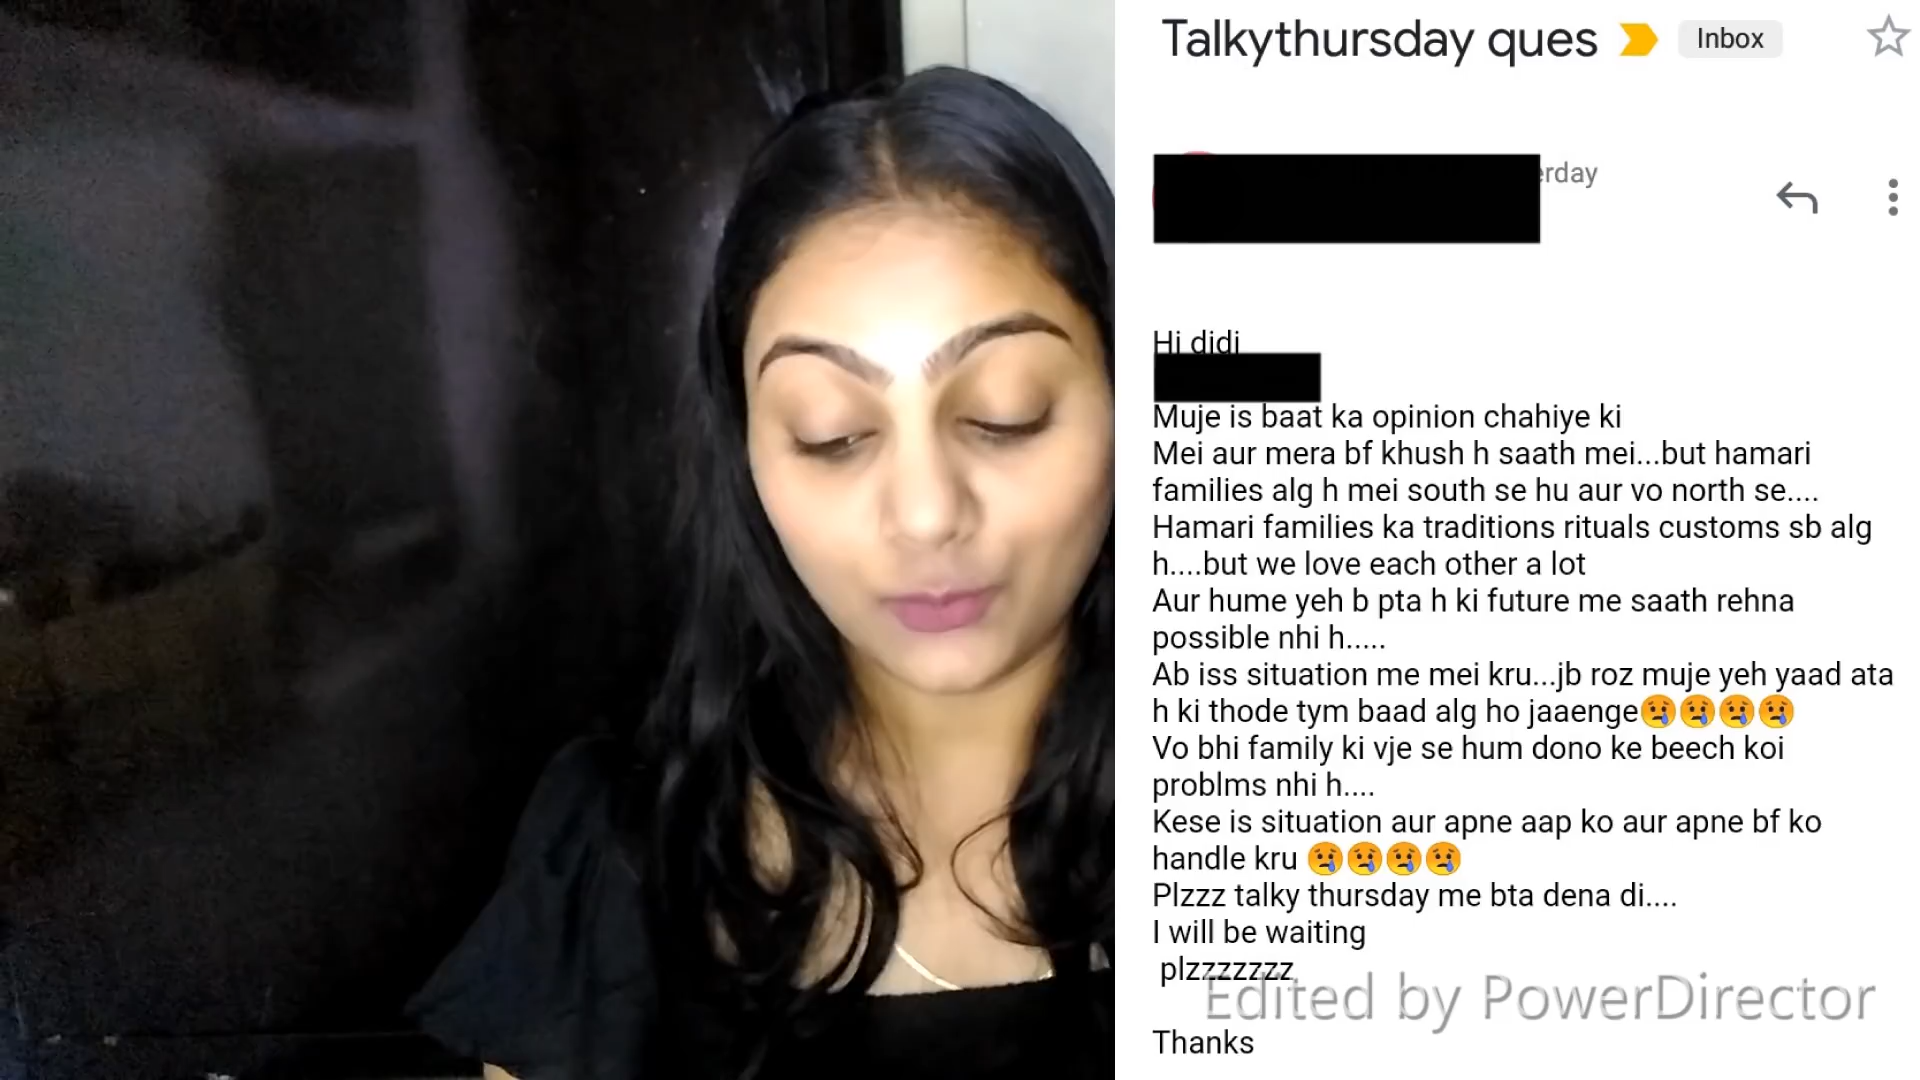 Talkythursday ques
Inbox
erday
Hi didi
Muje is baat ka opinion chahiye ki
Mei aur mera bf khush h saath mei...but hamari
families alg h mei south se hu aur vo north se....
Hamari families ka traditions rituals customs sb alg
h....but we love each other a lot
Aur hume yeh b pta h ki future me saath rehna
possible nhi h.....
Ab iss situation me mei kru...jb roz muje yeh yaad ata
h ki thode tym baad alg ho jaaenge😢😢😢😢
Vo bhi family ki vje se hum dono ke beech koi
problms nhi h....
Kese is situation aur apne aap ko aur apne bf ko
handle kru 😢😢😢😢
Plzzz talky thursday me bta dena di....
I will be waiting
plzzzzzzz
Edited by PowerDirector
Thanks